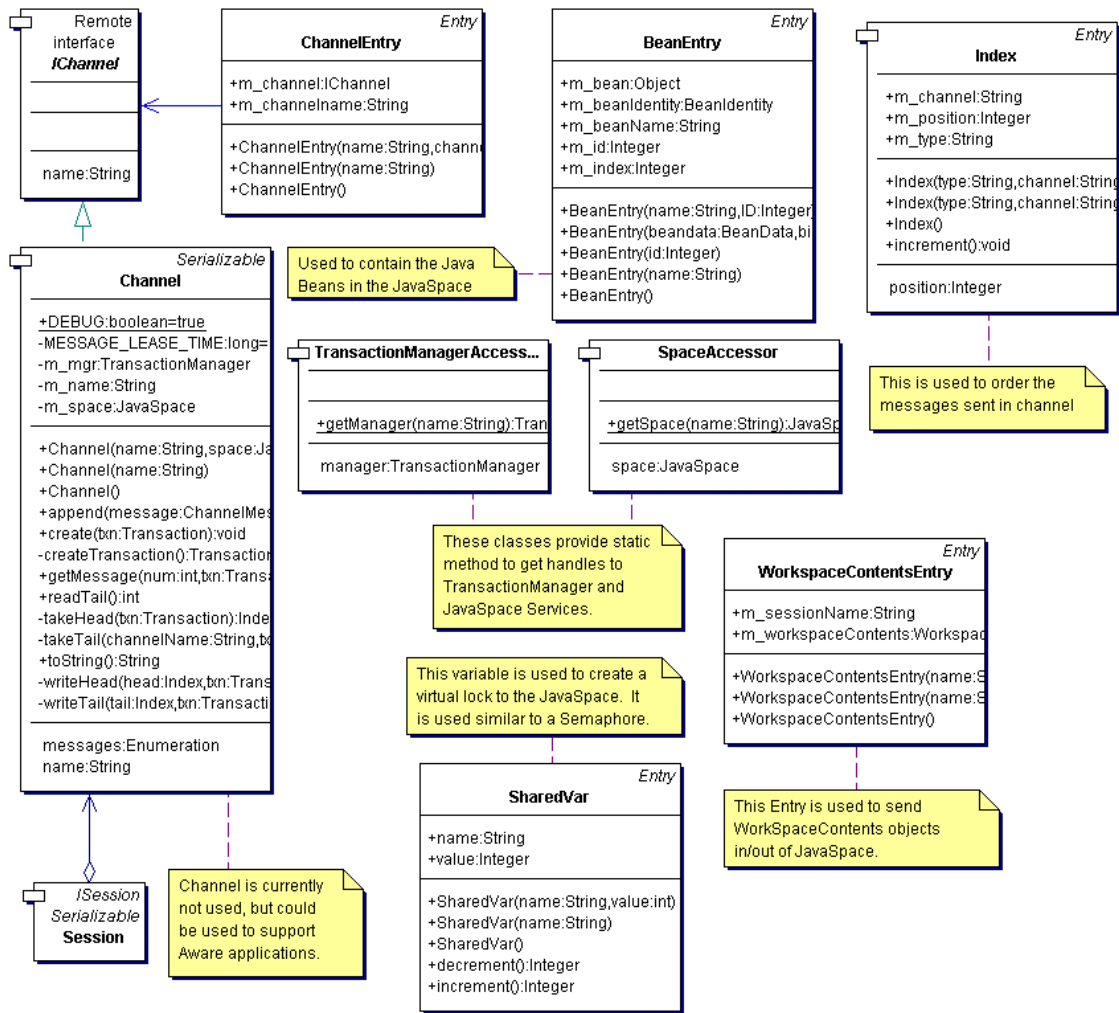 Remote
interface
IChannel
name:String
Entry
ChannelEntry
+m_channel:IChannel
+m_channelname:String
+ChannelEntry(name:String,channe
+ChannelEntry(name:String)
+ChannelEntry()
Entry
BeanEntry
+m_bean:Object
+m_beanIdentity:BeanIdentity
+m_beanName:String
+m_id:Integer
+m_index:Integer
+BeanEntry(name:String,ID:Integer)
+BeanEntry(beandata:BeanData,bi
+BeanEntry(id:Integer)
+BeanEntry(name:String)
+BeanEntry()
Entry
Index
+m_channel:String
+m_position:Integer
+m_type:String
+Index(type:String,channel:String
+Index(type:String,channel:String
+Index()
+increment():void
position:Integer
Used to contain the Java
Beans in the JavaSpace
This is used to order the
messages sent in channel
Serializable
Channel
+DEBUG:boolean=true
-MESSAGE_LEASE_TIME:long=
-m_mgr:TransactionManager
-m_name:String
-m_space:JavaSpace
+Channel(name:String,space:Ja
+Channel(name:String)
+Channel()
+append(message:ChannelMes
+create(txn:Transaction):void
-createTransaction():Transaction
+getMessage(num:int,txn:Transa
+readTail():int
-takeHead(txn:Transaction):Inde
-takeTail(channelName:String,tx
+toString():String
-writeHead(head:Index,txn:Trans
-writeTail(tail:Index,txn:Transacti
messages:Enumeration
name:String
TransactionManagerAccess...
+getManager(name:String):Tran
manager:TransactionManager
SpaceAccessor
+getSpace(name:String):JavaSp
space:JavaSpace
These classes provide static
method to get handles to
TransactionManager and
JavaSpace Services.
Entry
WorkspaceContentsEntry
+m_sessionName:String
+m_workspaceContents:Workspac
+WorkspaceContentsEntry(name:S
+WorkspaceContentsEntry(name:S
+WorkspaceContentsEntry()
This variable is used to create a
virtual lock to the JavaSpace. It
is used similar to a Semaphore.
Entry
SharedVar
+name:String
+value:Integer
+SharedVar(name:String,value:int)
+SharedVar(name:String)
+SharedVar()
+decrement():Integer
+increment():Integer
This Entry is used to send
WorkSpaceContents objects
in/out of JavaSpace.
ISession
Serializable
Session
Channel is currently
not used, but could
be used to support
Aware applications.